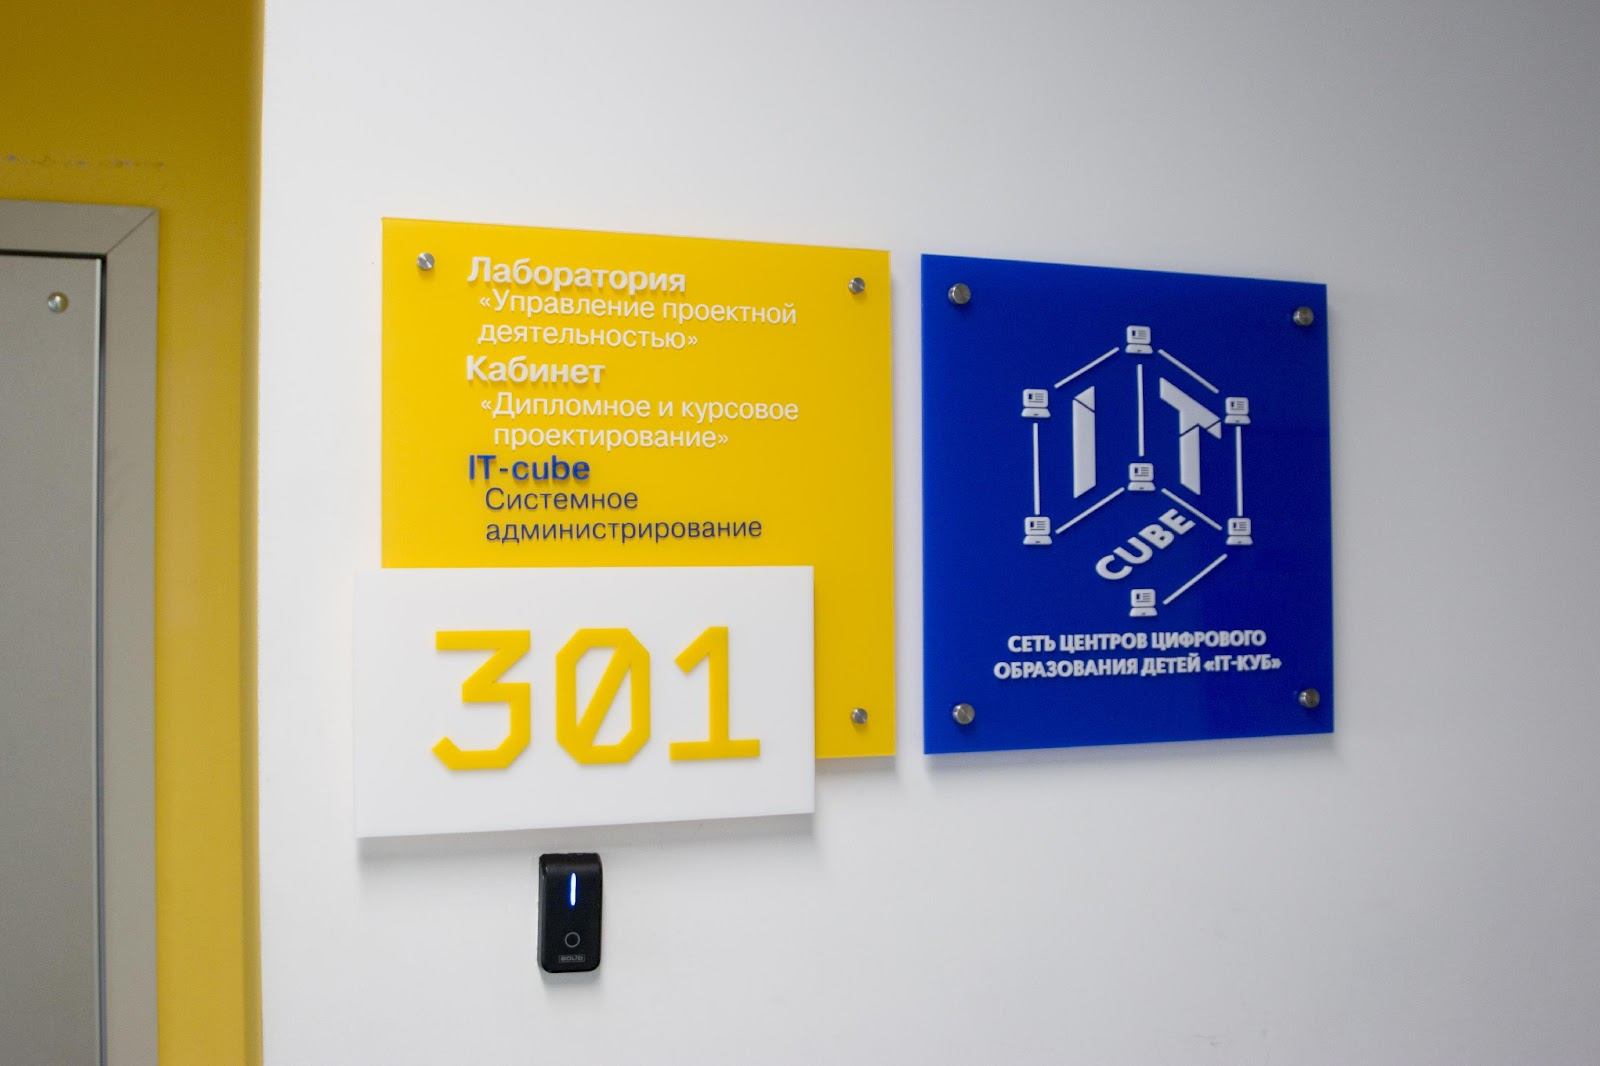 Лаборатория
«Управление проектной
деятельностью»
Кабинет
«Дипломное и курсовое
проектирование»
IT-cube
Системное
администрирование
301
BOLID
IT
CUBE
СЕТЬ ЦЕНТРОВ ЦИФРОВОГО
ОБРАЗОВАНИЯ ДЕТЕЙ «IT-КУБ»